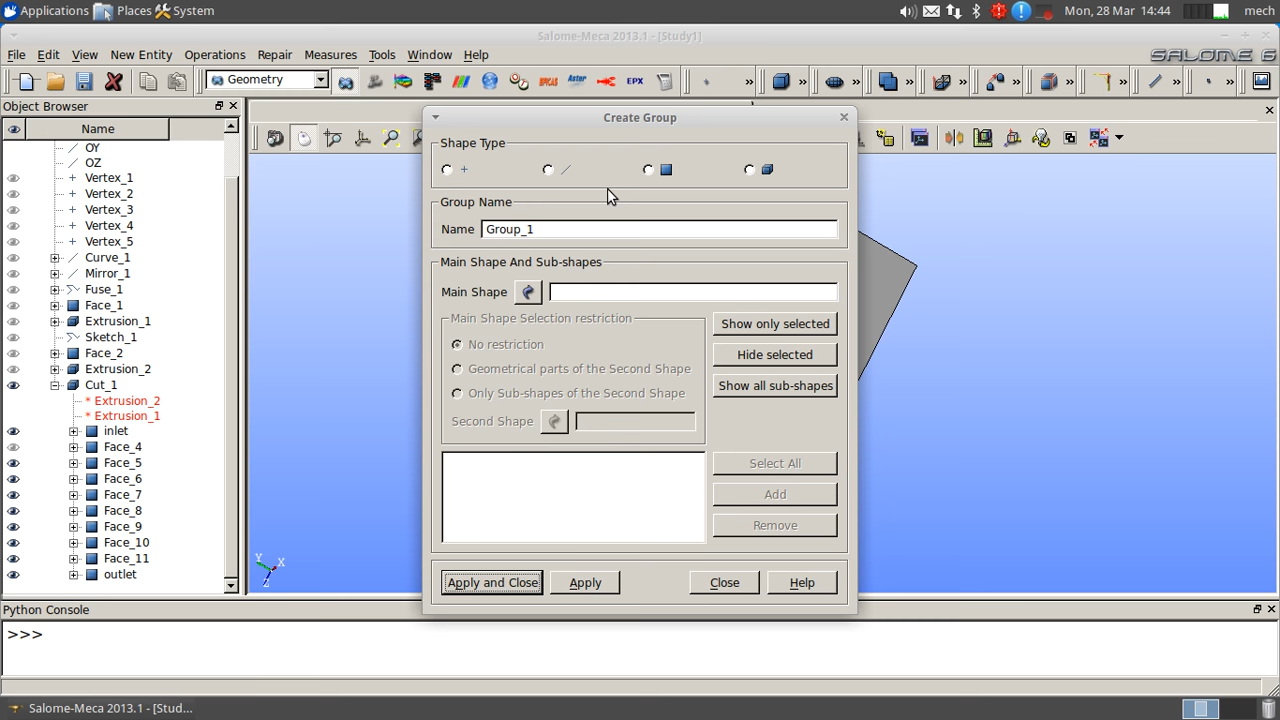 Applications Places System Mon, 28 Mar 14:44 mech
Salome-Meca 2013.1 - [Study1]
File Edit View New Entity Operations Repair Measures Tools Window Help SALOME 6
Geometry EFICAS Aster EPX
Object Browser
Name
OY
OZ
Vertex_1
Vertex_2
Vertex_3
Vertex_4
Vertex_5
Curve_1
Mirror_1
Fuse_1
Face_1
Extrusion_1
Sketch_1
Face_2
Extrusion_2
Cut_1
* Extrusion_2
* Extrusion_1
inlet
Face_4
Face_5
Face_6
Face_7
Face_8
Face_9
Face_10
Face_11
outlet
Create Group
Shape Type
Group Name
Name Group_1
Main Shape And Sub-shapes
Main Shape
Main Shape Selection restriction
No restriction
Geometrical parts of the Second Shape
Only Sub-shapes of the Second Shape
Second Shape
Show only selected
Hide selected
Show all sub-shapes
Select All
Add
Remove
Apply and Close Apply Close Help
Y X
Z
Python Console
>>>
Salome-Meca 2013.1 - [Stud...